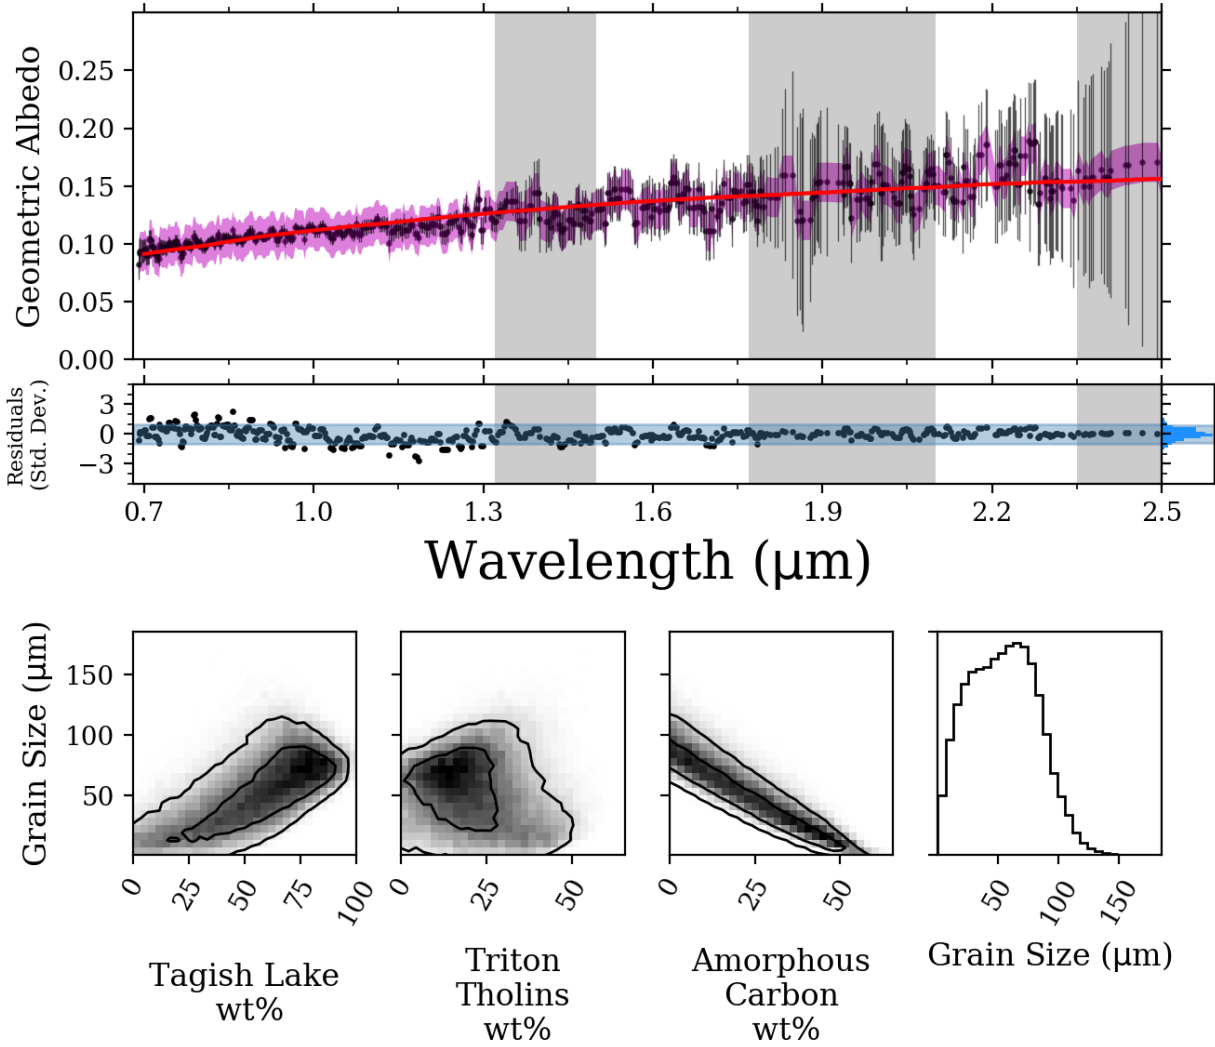 0.25
0.20
0.15
0.10
0.05
0.00
Geometric Albedo
3
0
−3
Residuals
(Std. Dev.)
0.7 1.0 1.3 1.6 1.9 2.2 2.5
Wavelength (μm)
150
100
50
Grain Size (μm)
0 25 50 75 100
0 25 50
0 25 50
50 100 150
Tagish Lake
wt%
Triton
Tholins
wt%
Amorphous
Carbon
wt%
Grain Size (μm)